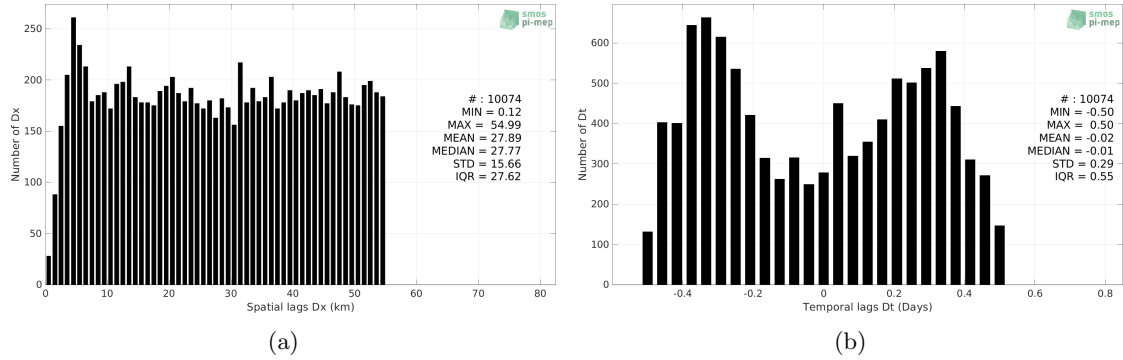 smos
pi-mep
250
200
150
100
50
0
Number of Dx
# : 10074
MIN = 0.12
MAX = 54.99
MEAN = 27.89
MEDIAN = 27.77
STD = 15.66
IQR = 27.62
0 10 20 30 40 50 60 70 80
Spatial lags Dx (km)
(a)
smos
pi-mep
600
500
400
300
200
100
0
Number of Dt
# : 10074
MIN = -0.50
MAX = 0.50
MEAN = -0.02
MEDIAN = -0.01
STD = 0.29
IQR = 0.55
-0.4 -0.2 0 0.2 0.4 0.6 0.8
Temporal lags Dt (Days)
(b)